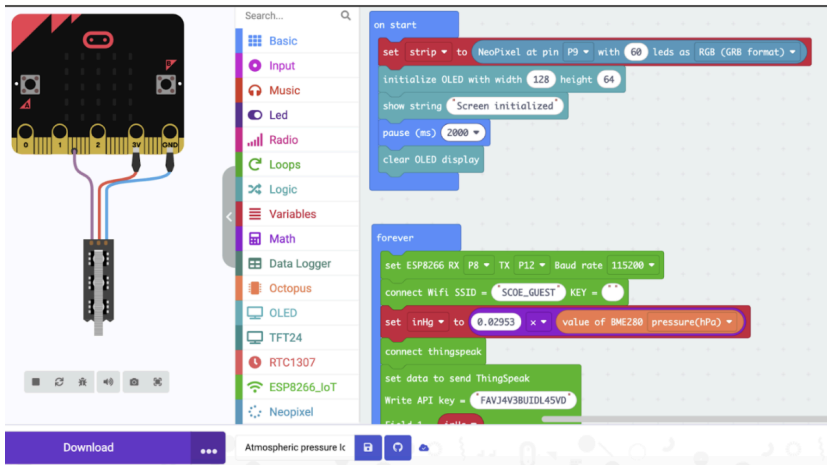 Search...
Basic
Input
Music
Led
Radio
Loops
Logic
Variables
Math
Data Logger
Octopus
OLED
TFT24
RTC1307
ESP8266_IoT
Neopixel
A
B
0 1 2 3V GND
on start
set strip to NeoPixel at pin P9 with 60 leds as RGB (GRB format)
initialize OLED with width 128 height 64
show string "Screen initialized"
pause (ms) 2000
clear OLED display
forever
set ESP8266 RX P8 TX P12 Baud rate 115200
connect Wifi SSID = "SCOE_GUEST" KEY = ""
set inHg to 0.02953 × value of BME280 pressure(hPa)
connect thingspeak
set data to send ThingSpeak
Write API key = "FAVJ4V3BUIDL45VD"
Download
Atmospheric pressure lo